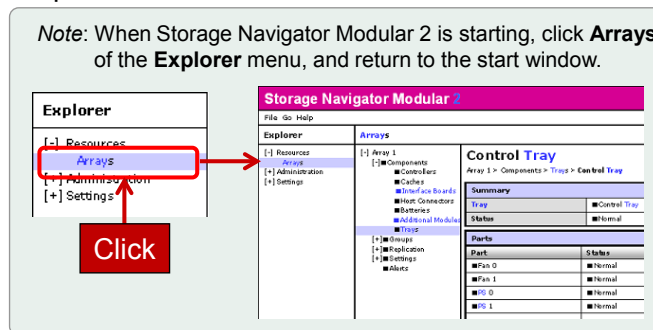 Note: When Storage Navigator Modular 2 is starting, click Arrays
of the Explorer menu, and return to the start window.
Explorer
[-] Resources
Arrays
[+] Administration
[+] Settings
Click
Storage Navigator Modular 2
File Go Help
Explorer
[-] Resources
Arrays
[+] Administration
[+] Settings
Arrays
[-] Array 1
[-] Components
Controllers
Caches
Interface Boards
Host Connectors
Batteries
Additional Modules
Trays
[+] Groups
[+] Replication
[+] Settings
Alerts
Control Tray
Array 1 > Components > Trays > Control Tray
Summary
Tray Control Tray
Status Normal
Parts
Part Status
Fan 0 Normal
Fan 1 Normal
PS 0 Normal
PS 1 Normal